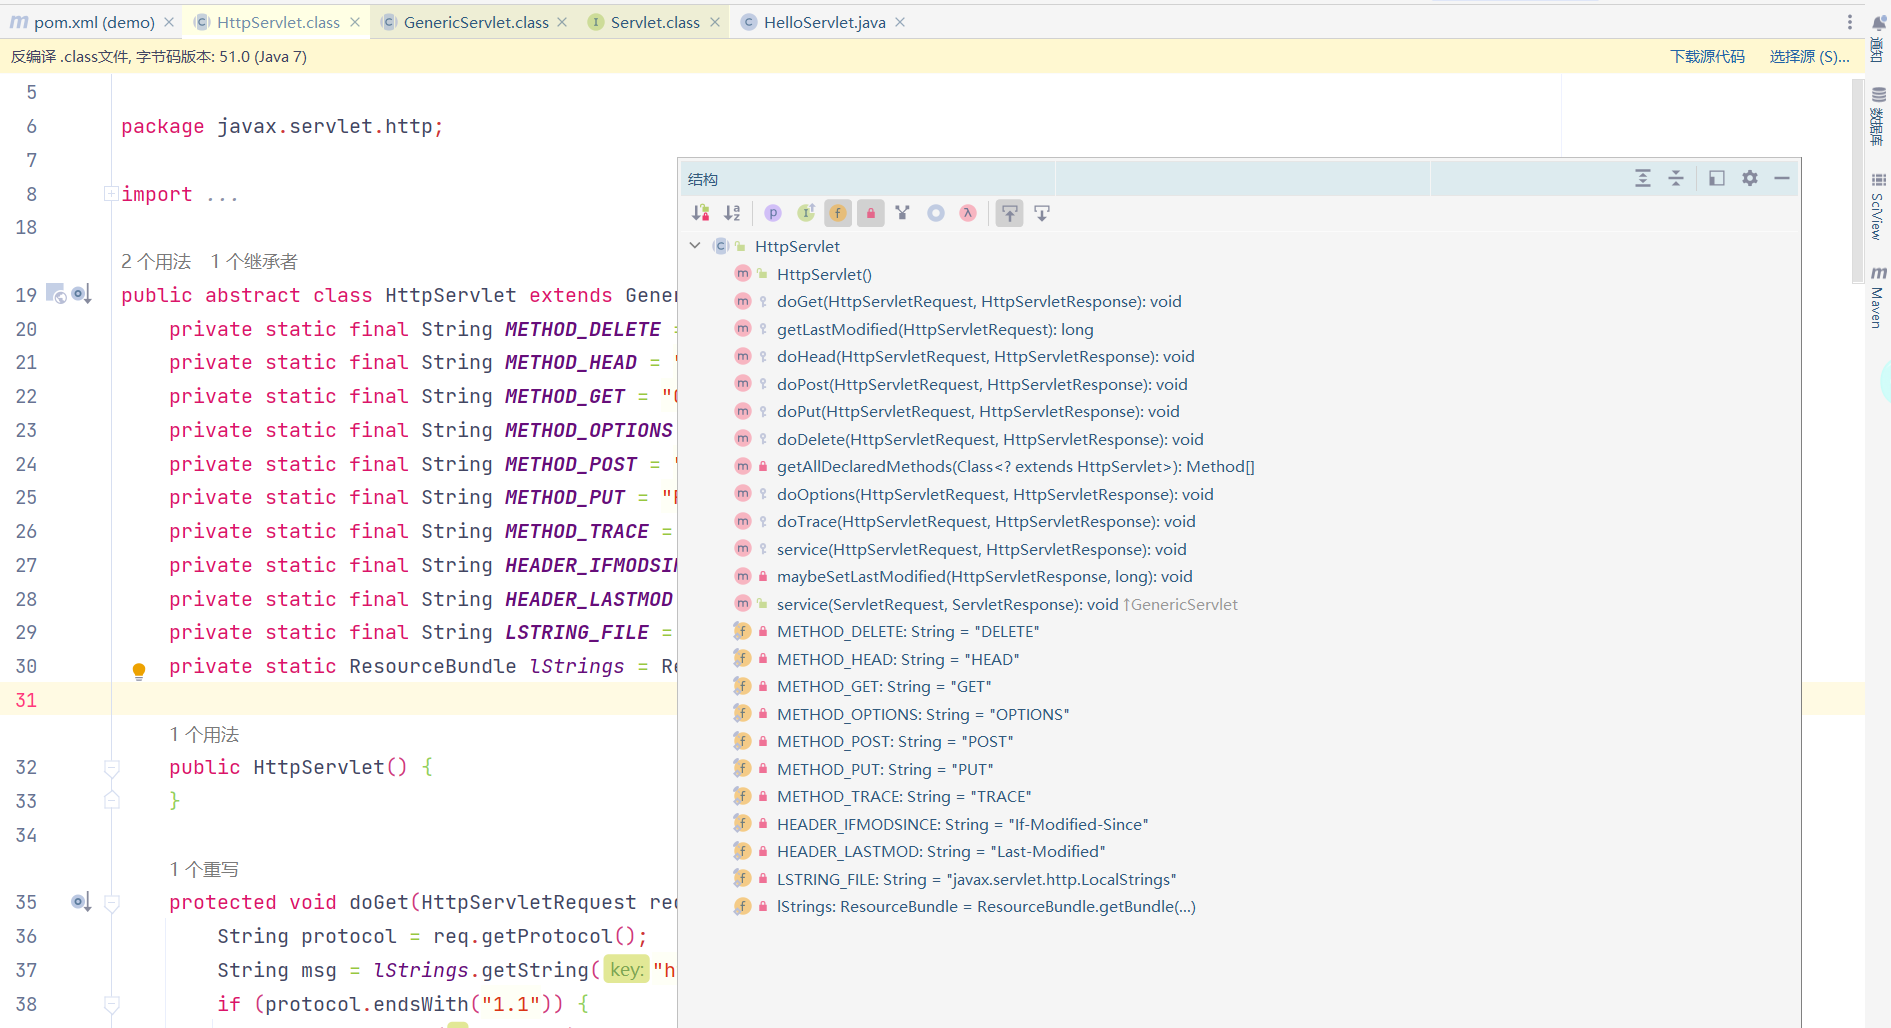 pom.xml (demo) HttpServlet.class GenericServlet.class Servlet.class HelloServlet.java
反编译 .class文件, 字节码版本: 51.0 (Java 7) 下载源代码 选择源 (S)...
5
6 package javax.servlet.http;
7
8 import ...
18
2 个用法 1 个继承者
19 public abstract class HttpServlet extends Gene
20 private static final String METHOD_DELETE =
21 private static final String METHOD_HEAD = "
22 private static final String METHOD_GET = "G
23 private static final String METHOD_OPTIONS
24 private static final String METHOD_POST = "
25 private static final String METHOD_PUT = "P
26 private static final String METHOD_TRACE =
27 private static final String HEADER_IFMODSIN
28 private static final String HEADER_LASTMOD
29 private static final String LSTRING_FILE =
30 private static ResourceBundle lStrings = Re
31
1 个用法
32 public HttpServlet() {
33 }
34
1 个重写
35 protected void doGet(HttpServletRequest req
36 String protocol = req.getProtocol();
37 String msg = lStrings.getString( key: "h
38 if (protocol.endsWith("1.1")) {
结构
HttpServlet
HttpServlet()
doGet(HttpServletRequest, HttpServletResponse): void
getLastModified(HttpServletRequest): long
doHead(HttpServletRequest, HttpServletResponse): void
doPost(HttpServletRequest, HttpServletResponse): void
doPut(HttpServletRequest, HttpServletResponse): void
doDelete(HttpServletRequest, HttpServletResponse): void
getAllDeclaredMethods(Class<? extends HttpServlet>): Method[]
doOptions(HttpServletRequest, HttpServletResponse): void
doTrace(HttpServletRequest, HttpServletResponse): void
service(HttpServletRequest, HttpServletResponse): void
maybeSetLastModified(HttpServletResponse, long): void
service(ServletRequest, ServletResponse): void ↑GenericServlet
METHOD_DELETE: String = "DELETE"
METHOD_HEAD: String = "HEAD"
METHOD_GET: String = "GET"
METHOD_OPTIONS: String = "OPTIONS"
METHOD_POST: String = "POST"
METHOD_PUT: String = "PUT"
METHOD_TRACE: String = "TRACE"
HEADER_IFMODSINCE: String = "If-Modified-Since"
HEADER_LASTMOD: String = "Last-Modified"
LSTRING_FILE: String = "javax.servlet.http.LocalStrings"
lStrings: ResourceBundle = ResourceBundle.getBundle(...)
通知
数据库
SciView
Maven